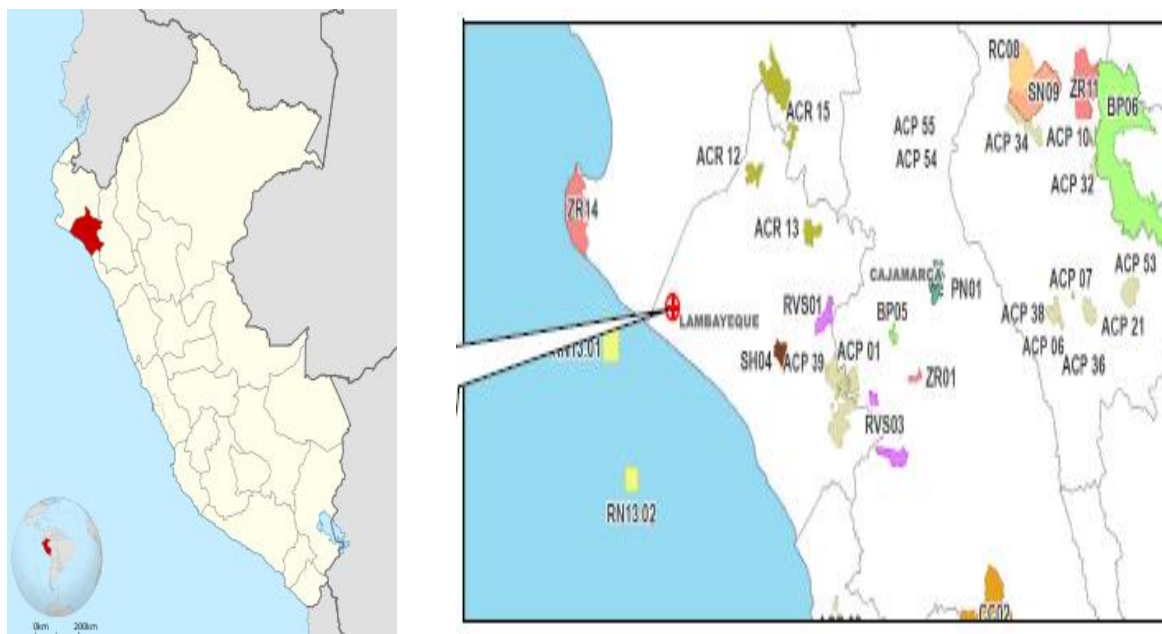 0km 200km
RC08
SN09
ZR11
BP06
ACR 15
ACP 55
ACP 34
ACP 10
ACR 12
ACP 54
ACP 32
ZR14
ACR 13
ACP 53
CAJAMARCA
PN01
ACP 07
RVS01
BP05
ACP 38
ACP 21
LAMBAYEQUE
ACP 06
RN13.01
SH04
ACP 39
ACP 01
ACP 36
ZR01
RVS03
RN13.02